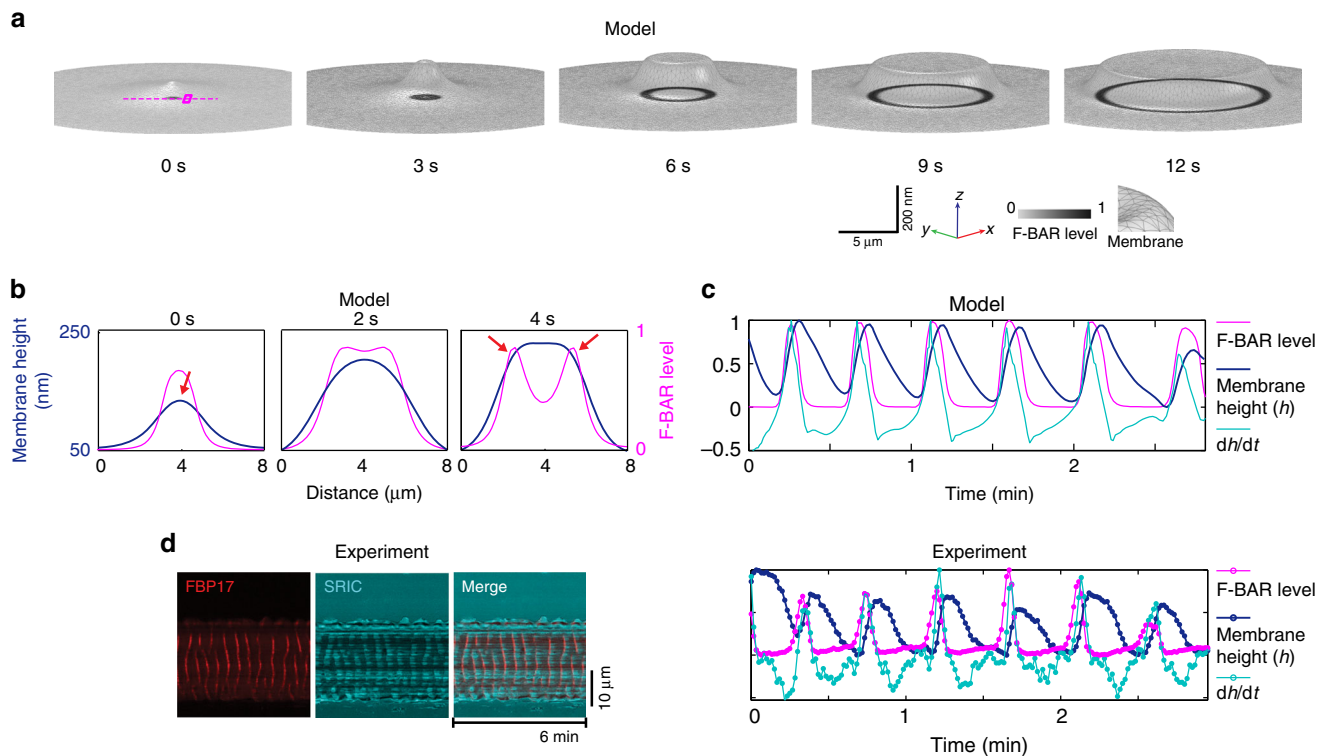 a
Model
0 s
3 s
6 s
9 s
12 s
200 nm
5 μm
z
y
x
0
1
F-BAR level
Membrane
b
Model
0 s
2 s
4 s
Membrane height
(nm)
250
50
1
0
F-BAR level
0 4 8
0 4 8
0 4 8
Distance (μm)
c
Model
1
0.5
0
−0.5
0 1 2
Time (min)
F-BAR level
Membrane
height (h)
dh/dt
d
Experiment
FBP17
SRIC
Merge
10 μm
6 min
Experiment
0 1 2
Time (min)
F-BAR level
Membrane
height (h)
dh/dt